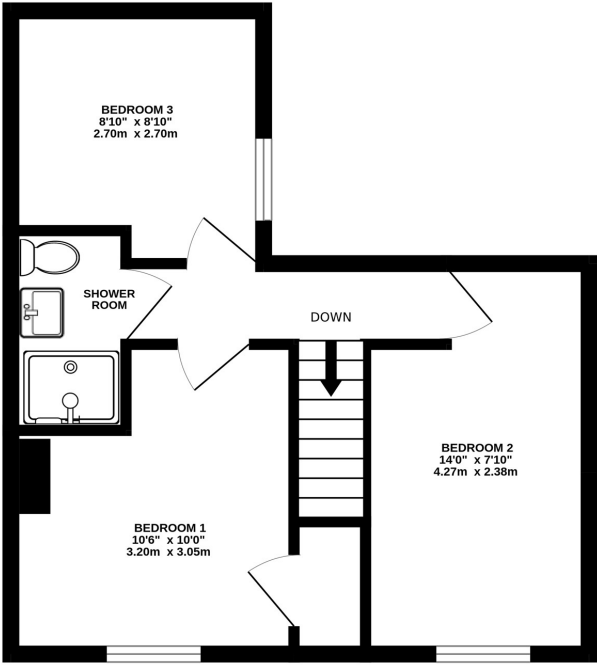 BEDROOM 3
8'10" x 8'10"
2.70m x 2.70m
SHOWER
ROOM
DOWN
BEDROOM 2
14'0" x 7'10"
4.27m x 2.38m
BEDROOM 1
10'6" x 10'0"
3.20m x 3.05m